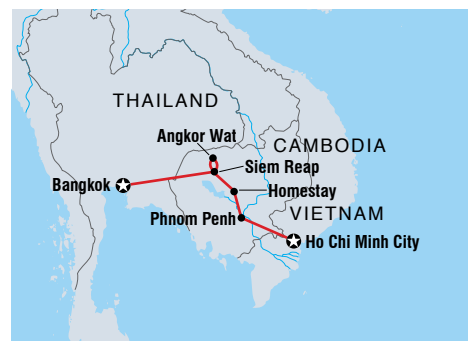 THAILAND
Angkor Wat
CAMBODIA
Siem Reap
Bangkok
Homestay
Phnom Penh
VIETNAM
Ho Chi Minh City